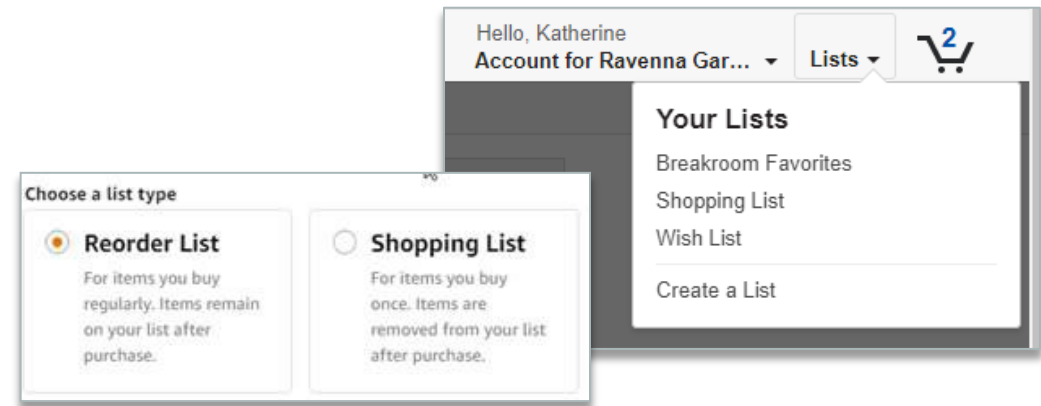 Hello, Katherine
Account for Ravenna Gar...
Lists
2
Your Lists
Breakroom Favorites
Shopping List
Wish List
Create a List
Choose a list type
Reorder List
For items you buy
regularly. Items remain
on your list after
purchase.
Shopping List
For items you buy
once. Items are
removed from your list
after purchase.